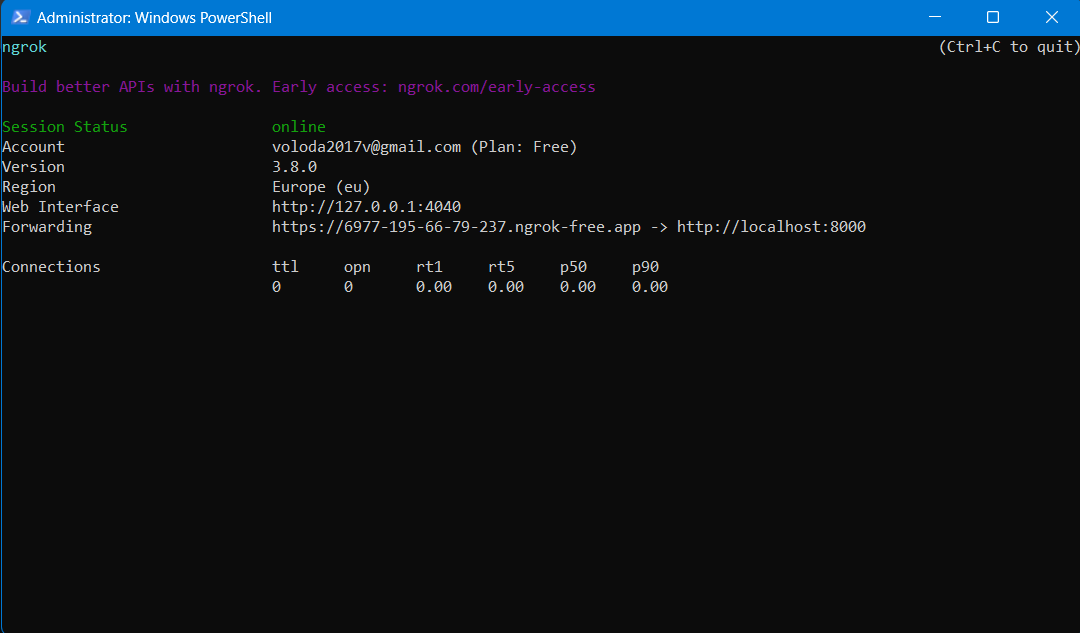 Administrator: Windows PowerShell
ngrok (Ctrl+C to quit)
Build better APIs with ngrok. Early access: ngrok.com/early-access
Session Status online
Account voloda2017v@gmail.com (Plan: Free)
Version 3.8.0
Region Europe (eu)
Web Interface http://127.0.0.1:4040
Forwarding https://6977-195-66-79-237.ngrok-free.app -> http://localhost:8000
Connections ttl opn rt1 rt5 p50 p90
0 0 0.00 0.00 0.00 0.00